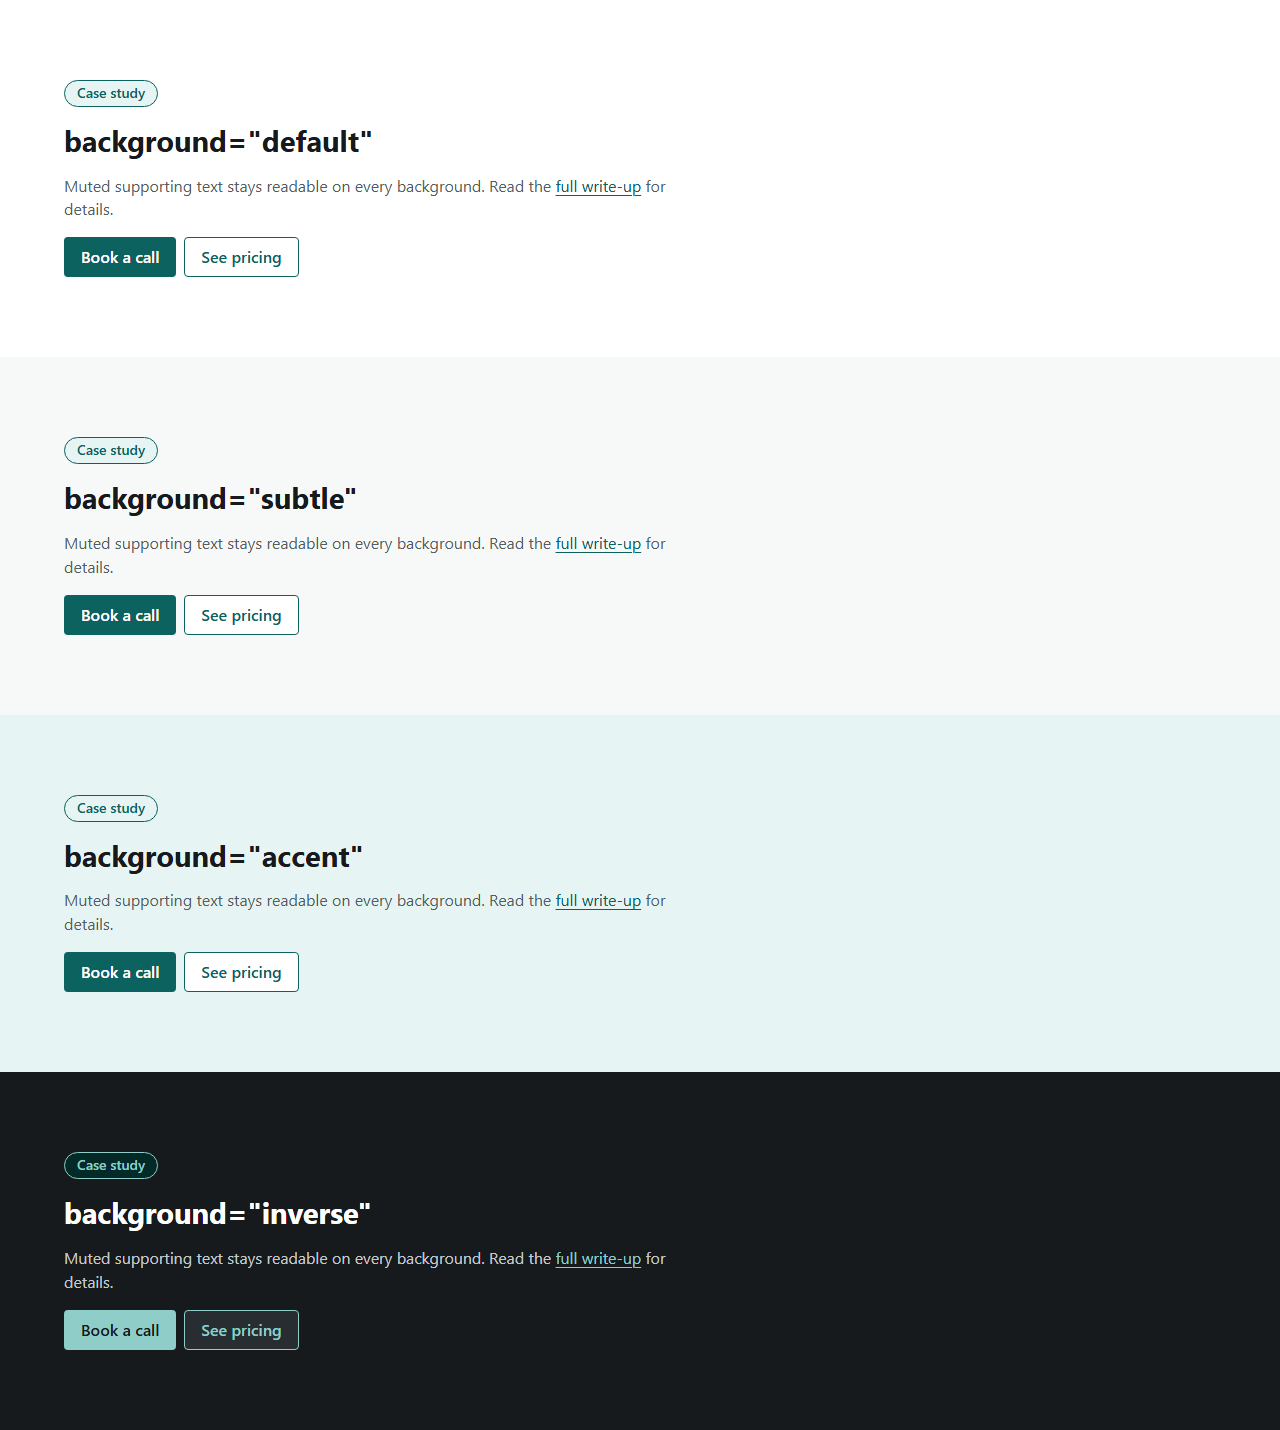 Case study
background="default"
Muted supporting text stays readable on every background. Read the full write-up for
details.
Book a call See pricing
Case study
background="subtle"
Muted supporting text stays readable on every background. Read the full write-up for
details.
Book a call See pricing
Case study
background="accent"
Muted supporting text stays readable on every background. Read the full write-up for
details.
Book a call See pricing
Case study
background="inverse"
Muted supporting text stays readable on every background. Read the full write-up for
details.
Book a call See pricing